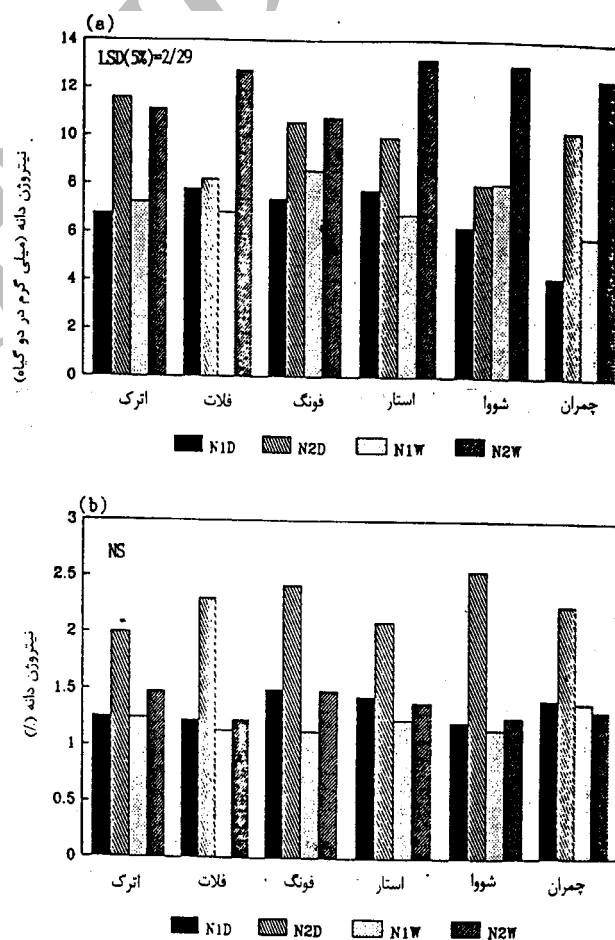 (a)
LSD(5%)=2/29
14
12
10
8
6
4
2
0
نیتروژن دانه (میلی گرم در دو گیاه)
اترک فلات فونگ استار شووا چمران
N1D N2D N1W N2W
(b)
NS
3
2.5
2
1.5
1
0.5
0
نیتروژن دانه (٪)
اترک فلات فونگ استار شووا چمران
N1D N2D N1W N2W